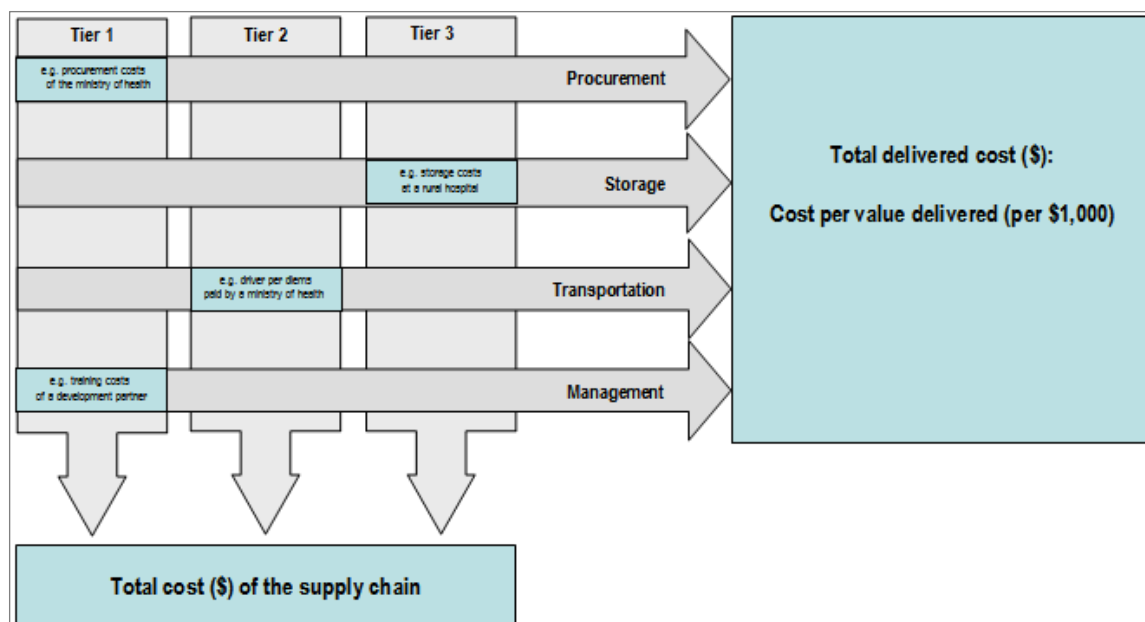 Tier 1
Tier 2
Tier 3
e.g. procurement costs
of the ministry of health
Procurement
e.g. storage costs
at a rural hospital
Storage
e.g. driver per diems
paid by a ministry of health
Transportation
e.g. training costs
of a development partner
Management
Total delivered cost ($):
Cost per value delivered (per $1,000)
Total cost ($) of the supply chain